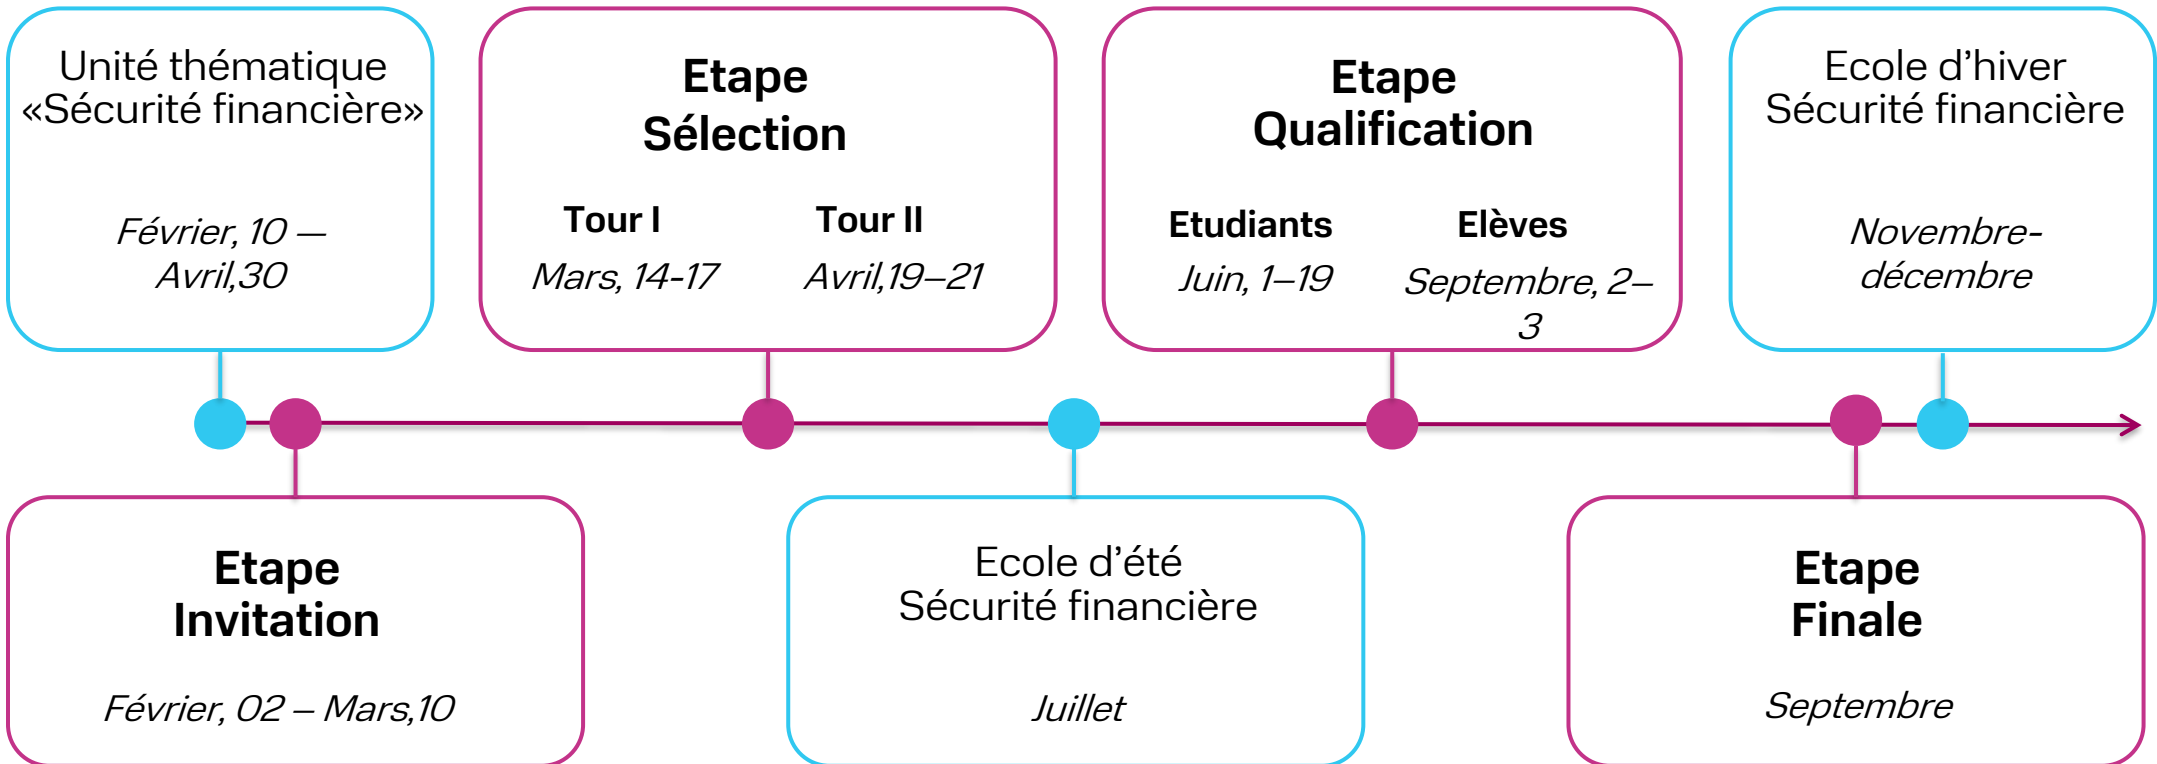 Unité thématique
«Sécurité financière»
Février, 10 —
Avril,30
Etape
Sélection
Tour I
Mars, 14-17
Tour II
Avril,19–21
Etape
Qualification
Etudiants
Juin, 1–19
Elèves
Septembre, 2–
3
Ecole d’hiver
Sécurité financière
Novembre-
décembre
Etape
Invitation
Février, 02 – Mars,10
Ecole d’été
Sécurité financière
Juillet
Etape
Finale
Septembre